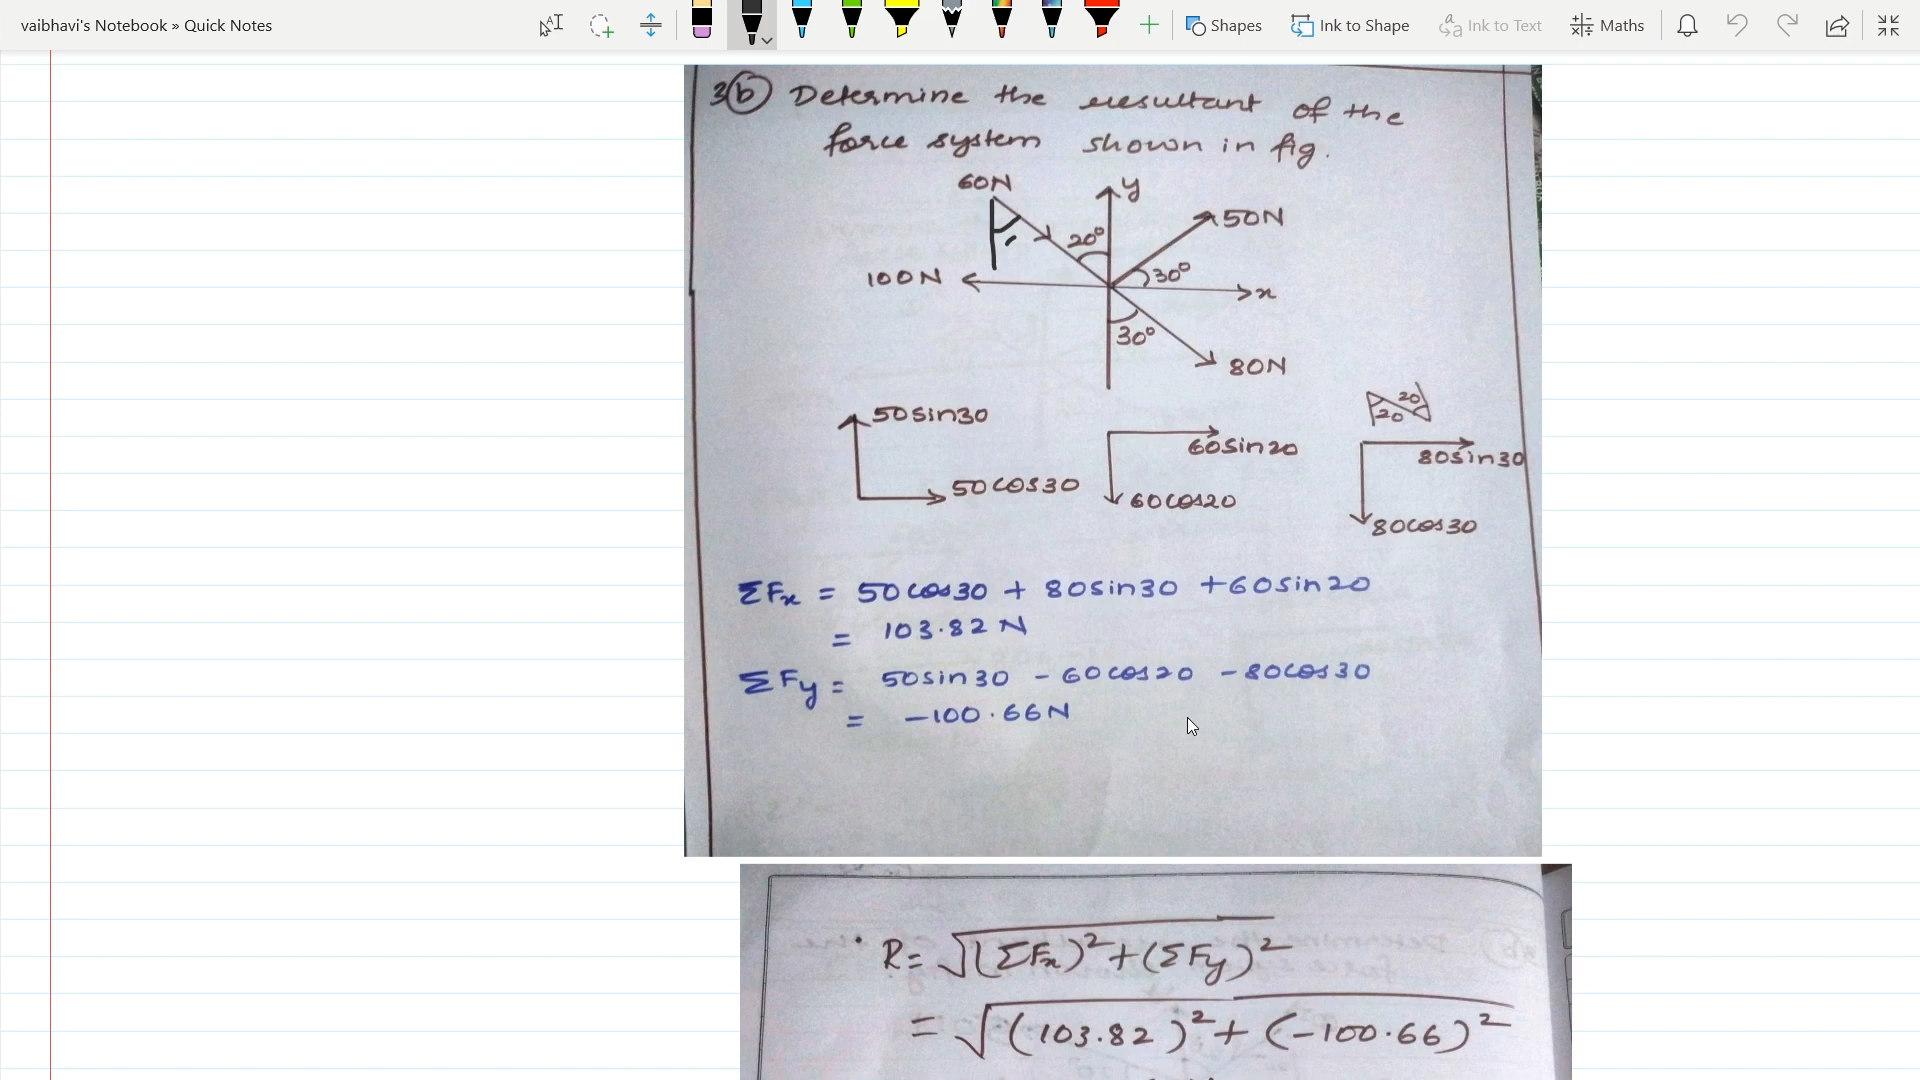 vaibhavi's Notebook » Quick Notes
Shapes
Ink to Shape
Ink to Text
Maths
3(b) Determine the resultant of the
force system shown in fig.
60N
y
50N
20°
100N
30°
x
30°
80N
50sin30
20
20
60sin20
80sin30
50cos30
60cos20
80cos30
ΣFx = 50cos30 + 80sin30 +60sin20
= 103.82 N
ΣFy = 50sin30 - 60cos20 - 80cos30
= -100.66N
R = √(ΣFx)² + (ΣFy)²
= √(103.82)² + (-100.66)²